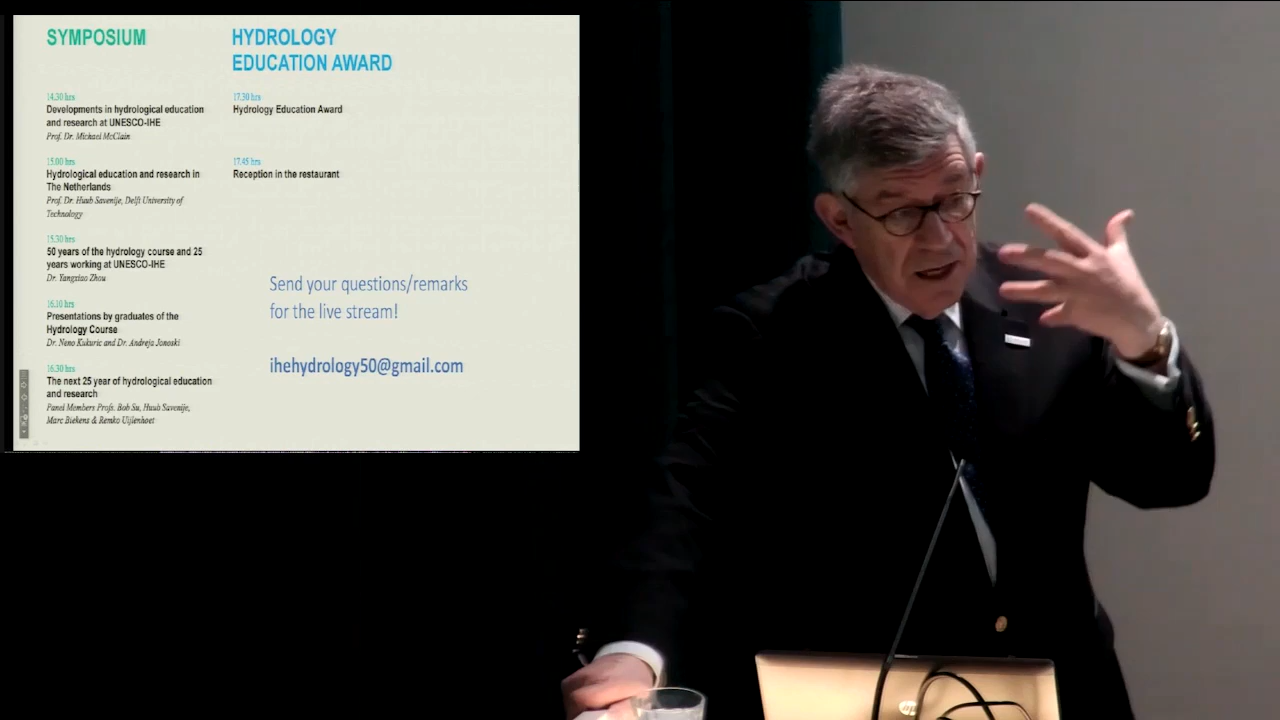 SYMPOSIUM
14.30 hrs
Developments in hydrological education
and research at UNESCO-IHE
Prof. Dr. Michael McClain
15.00 hrs
Hydrological education and research in
The Netherlands
Prof. Dr. Huub Savenije, Delft University of
Technology
15.30 hrs
50 years of the hydrology course and 25
years working at UNESCO-IHE
Dr. Yangxiao Zhou
16.10 hrs
Presentations by graduates of the
Hydrology Course
Dr. Neno Kukuric and Dr. Andreja Jonoski
16.30 hrs
The next 25 year of hydrological education
and research
Panel Members Profs. Bob Su, Huub Savenije,
Marc Biekens & Remko Uijlenhoet
HYDROLOGY
EDUCATION AWARD
17.30 hrs
Hydrology Education Award
17.45 hrs
Reception in the restaurant
Send your questions/remarks
for the live stream!
ihehydrology50@gmail.com
hp